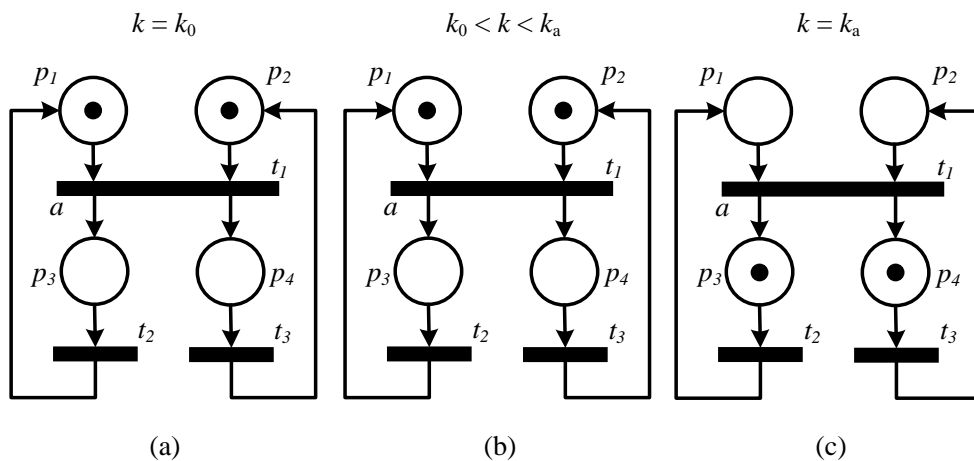 k = k0 k0 < k < ka k = ka
p1 p2 p1 p2 p1 p2
t1 t1 t1
a a a
p3 p4 p3 p4 p3 p4
t2 t3 t2 t3 t2 t3
(a) (b) (c)